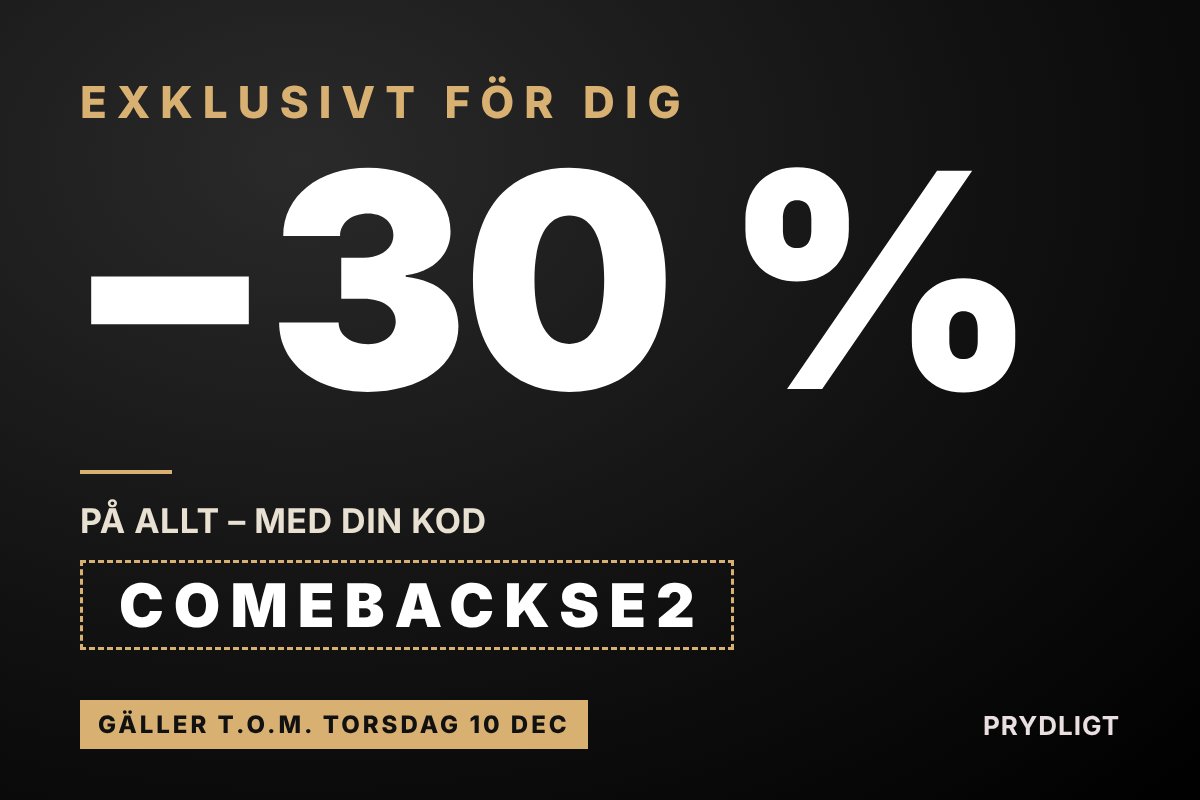 EXKLUSIVT FÖR DIG
–30 %
PÅ ALLT – MED DIN KOD
COMEBACKSE2
GÄLLER T.O.M. TORSDAG 10 DEC
PRYDLIGT